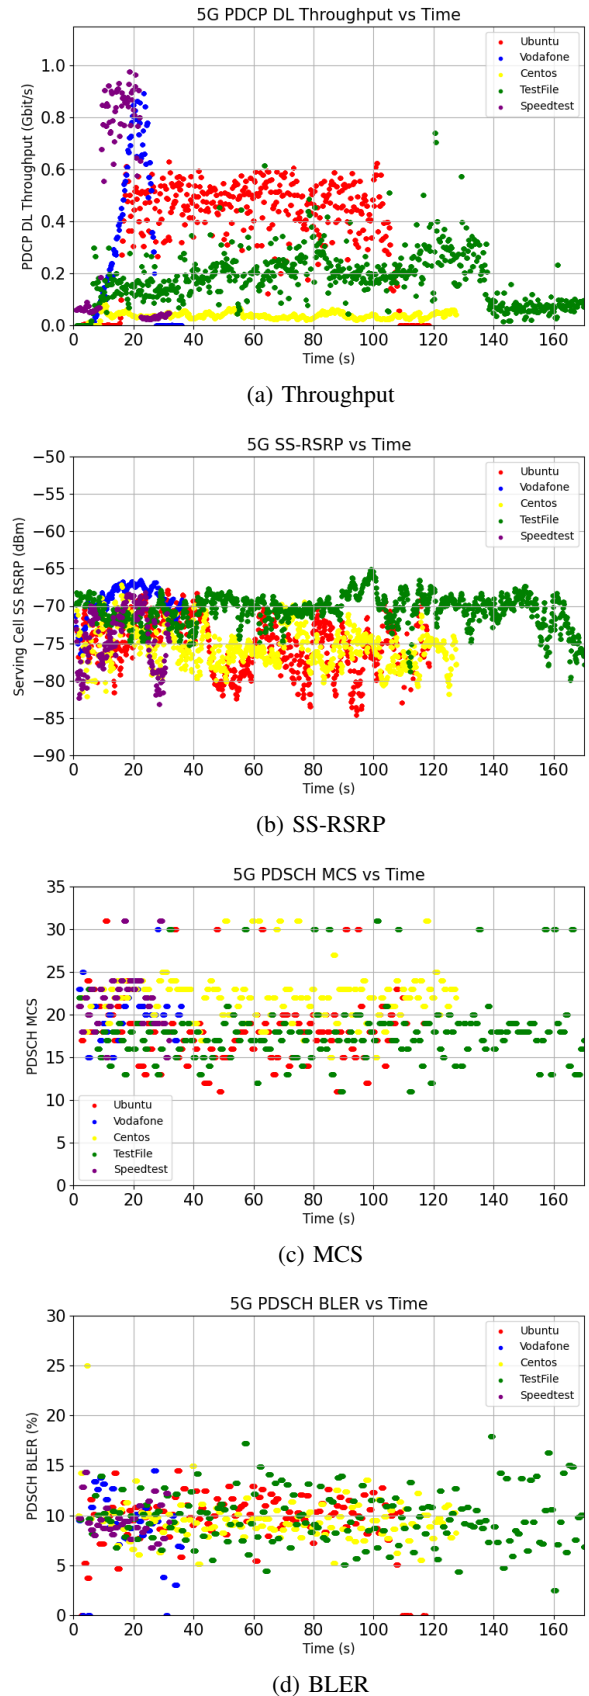 5G PDCP DL Throughput vs Time
PDCP DL Throughput (Gbit/s)
1.0
0.8
0.6
0.4
0.2
0.0
Ubuntu
Vodafone
Centos
TestFile
Speedtest
0 20 40 60 80 100 120 140 160
Time (s)
(a) Throughput
5G SS-RSRP vs Time
Serving Cell SS RSRP (dBm)
−50
−55
−60
−65
−70
−75
−80
−85
−90
Ubuntu
Vodafone
Centos
TestFile
Speedtest
0 20 40 60 80 100 120 140 160
Time (s)
(b) SS-RSRP
5G PDSCH MCS vs Time
PDSCH MCS
35
30
25
20
15
10
5
0
Ubuntu
Vodafone
Centos
TestFile
Speedtest
0 20 40 60 80 100 120 140 160
Time (s)
(c) MCS
5G PDSCH BLER vs Time
PDSCH BLER (%)
30
25
20
15
10
5
0
Ubuntu
Vodafone
Centos
TestFile
Speedtest
0 20 40 60 80 100 120 140 160
Time (s)
(d) BLER